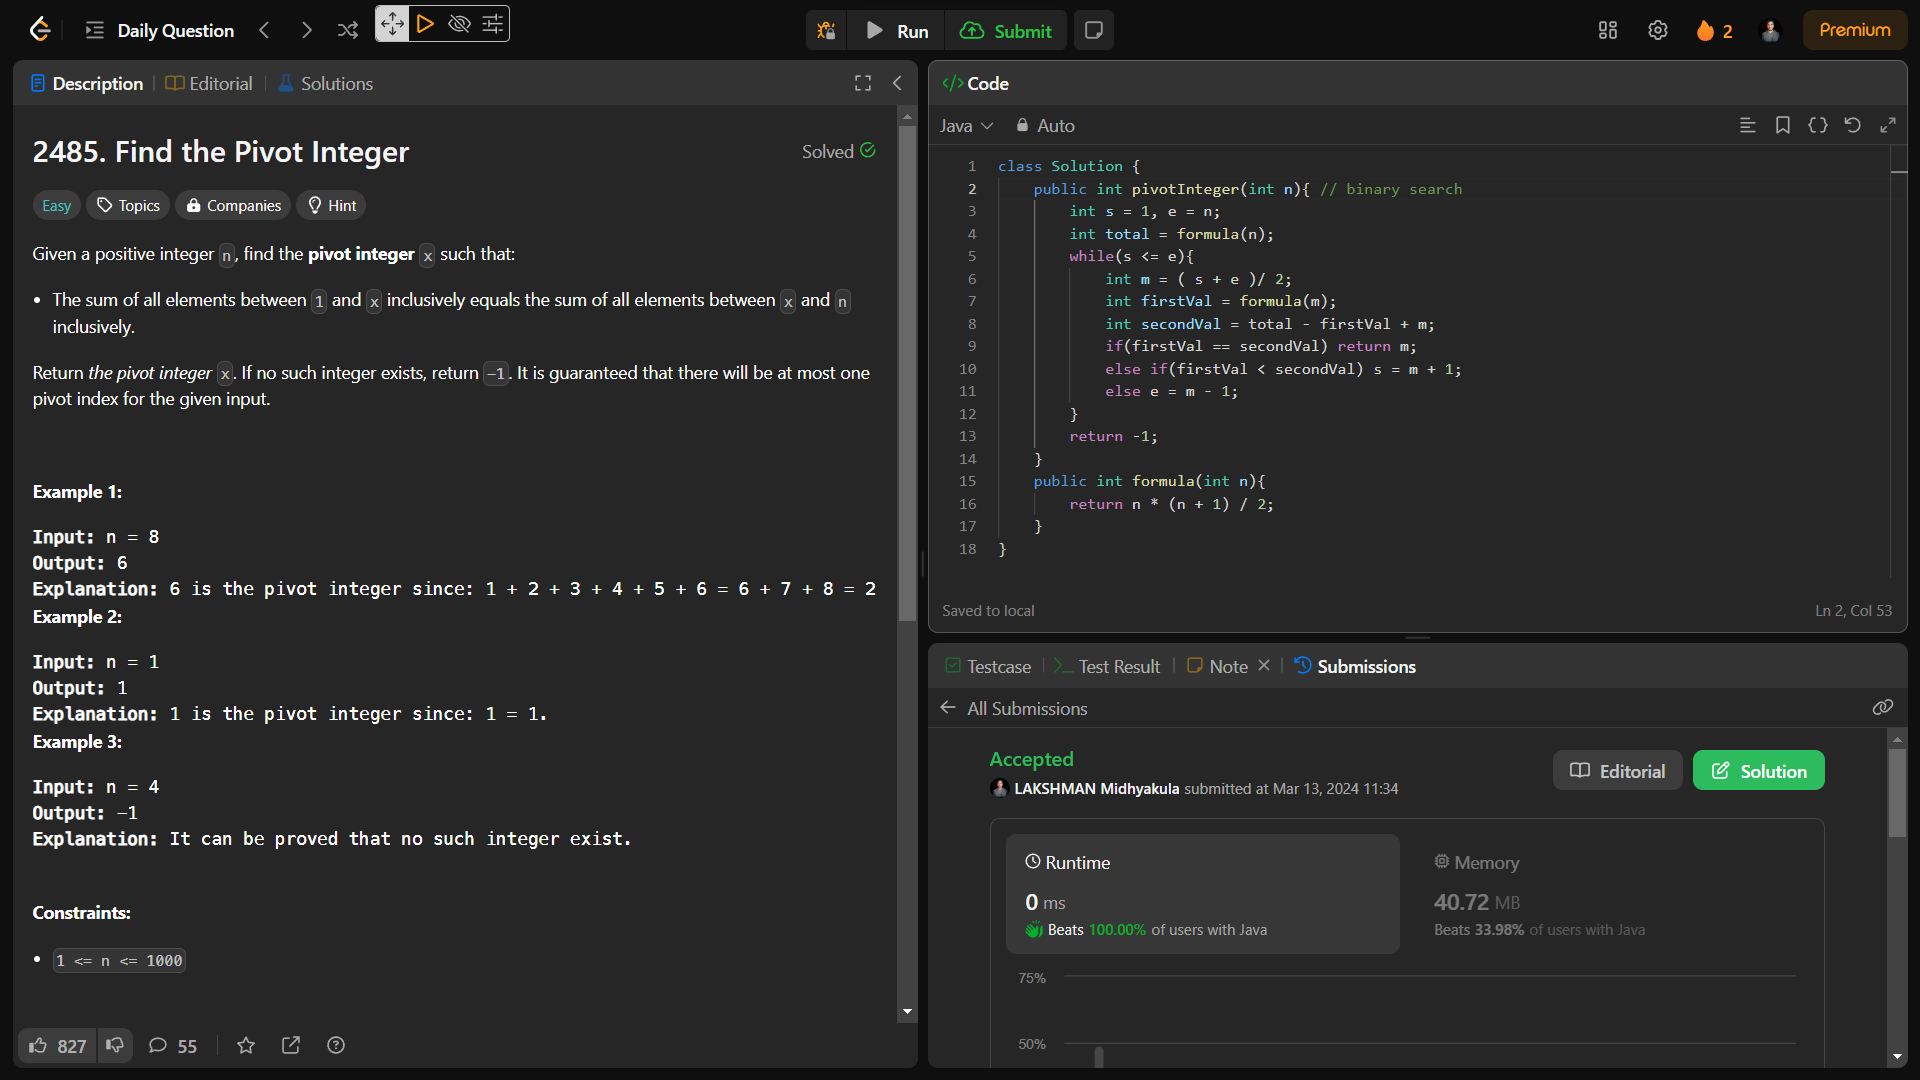 Daily Question
Run
Submit
2
Premium
Description
Editorial
Solutions
2485. Find the Pivot Integer
Solved
Easy
Topics
Companies
Hint
Given a positive integer n, find the pivot integer x such that:
• The sum of all elements between 1 and x inclusively equals the sum of all elements between x and n
inclusively.
Return the pivot integer x. If no such integer exists, return -1. It is guaranteed that there will be at most one
pivot index for the given input.
Example 1:
Input: n = 8
Output: 6
Explanation: 6 is the pivot integer since: 1 + 2 + 3 + 4 + 5 + 6 = 6 + 7 + 8 = 2
Example 2:
Input: n = 1
Output: 1
Explanation: 1 is the pivot integer since: 1 = 1.
Example 3:
Input: n = 4
Output: -1
Explanation: It can be proved that no such integer exist.
Constraints:
• 1 <= n <= 1000
827
55
</> Code
Java
Auto
1 class Solution {
2     public int pivotInteger(int n){ // binary search
3         int s = 1, e = n;
4         int total = formula(n);
5         while(s <= e){
6             int m = ( s + e )/ 2;
7             int firstVal = formula(m);
8             int secondVal = total - firstVal + m;
9             if(firstVal == secondVal) return m;
10             else if(firstVal < secondVal) s = m + 1;
11             else e = m - 1;
12         }
13         return -1;
14     }
15     public int formula(int n){
16         return n * (n + 1) / 2;
17     }
18 }
Saved to local
Ln 2, Col 53
Testcase
Test Result
Note
Submissions
All Submissions
Accepted
LAKSHMAN Midhyakula submitted at Mar 13, 2024 11:34
Editorial
Solution
Runtime
0 ms
Beats 100.00% of users with Java
Memory
40.72 MB
Beats 33.98% of users with Java
75%
50%